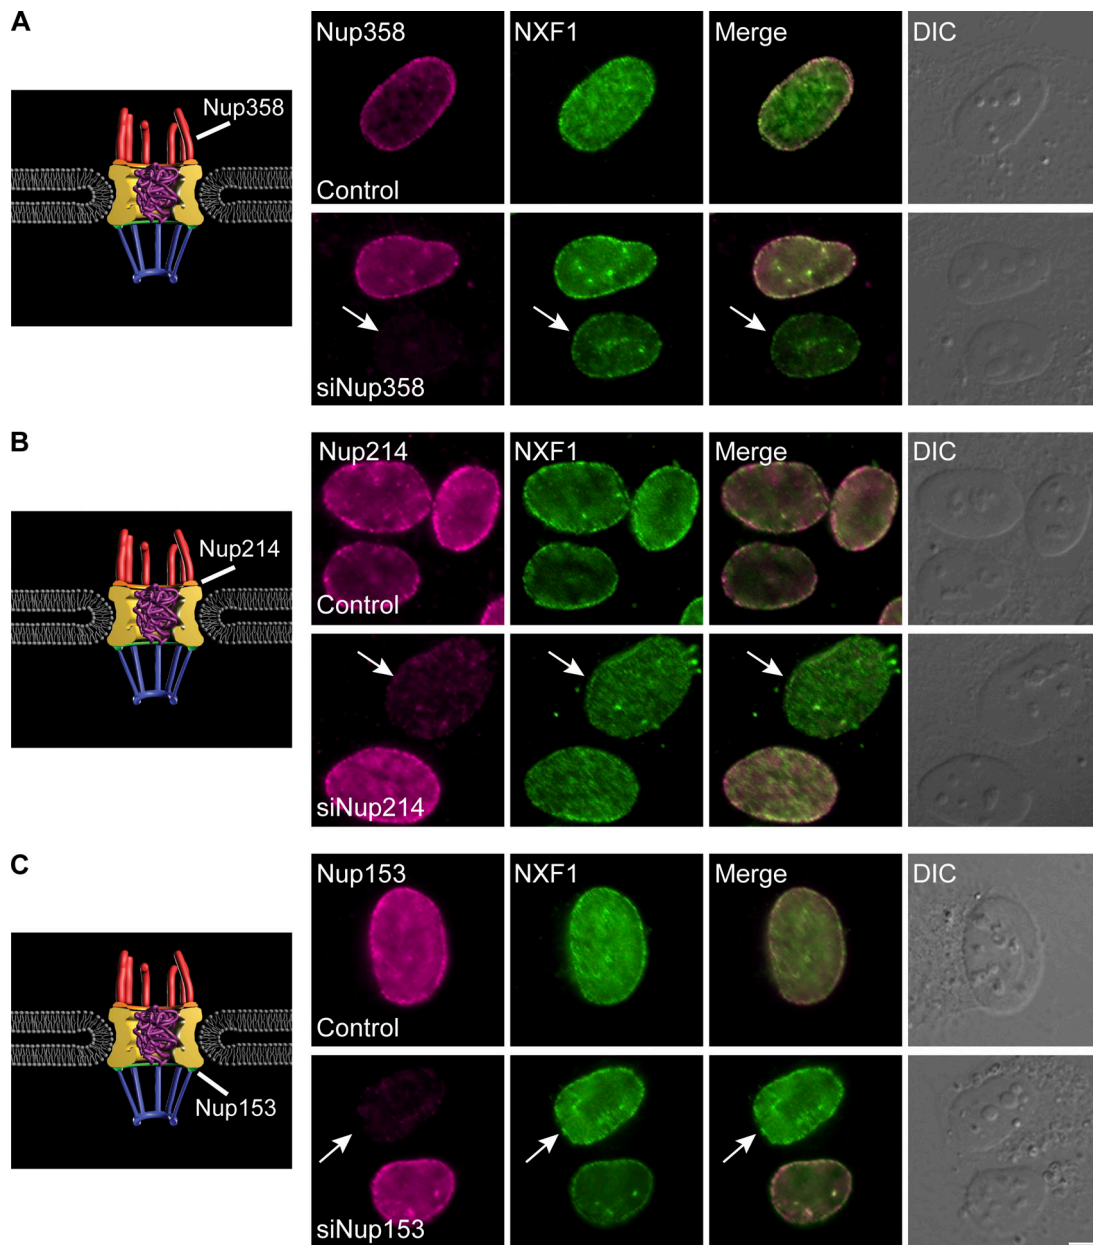 A
Nup358
Nup358 NXF1 Merge DIC
Control
siNup358
B
Nup214
Nup214 NXF1 Merge DIC
Control
siNup214
C
Nup153
Nup153 NXF1 Merge DIC
Control
siNup153